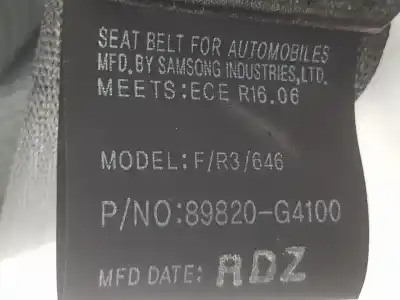 SEAT BELT FOR AUTOMOBILES
MFD.BY SAMSONG INDUSTRIES,LTD.
MEETS:ECE R16.06
MODEL: F/R3/646
P/NO:89820-G4100
MFD DATE: ADZ